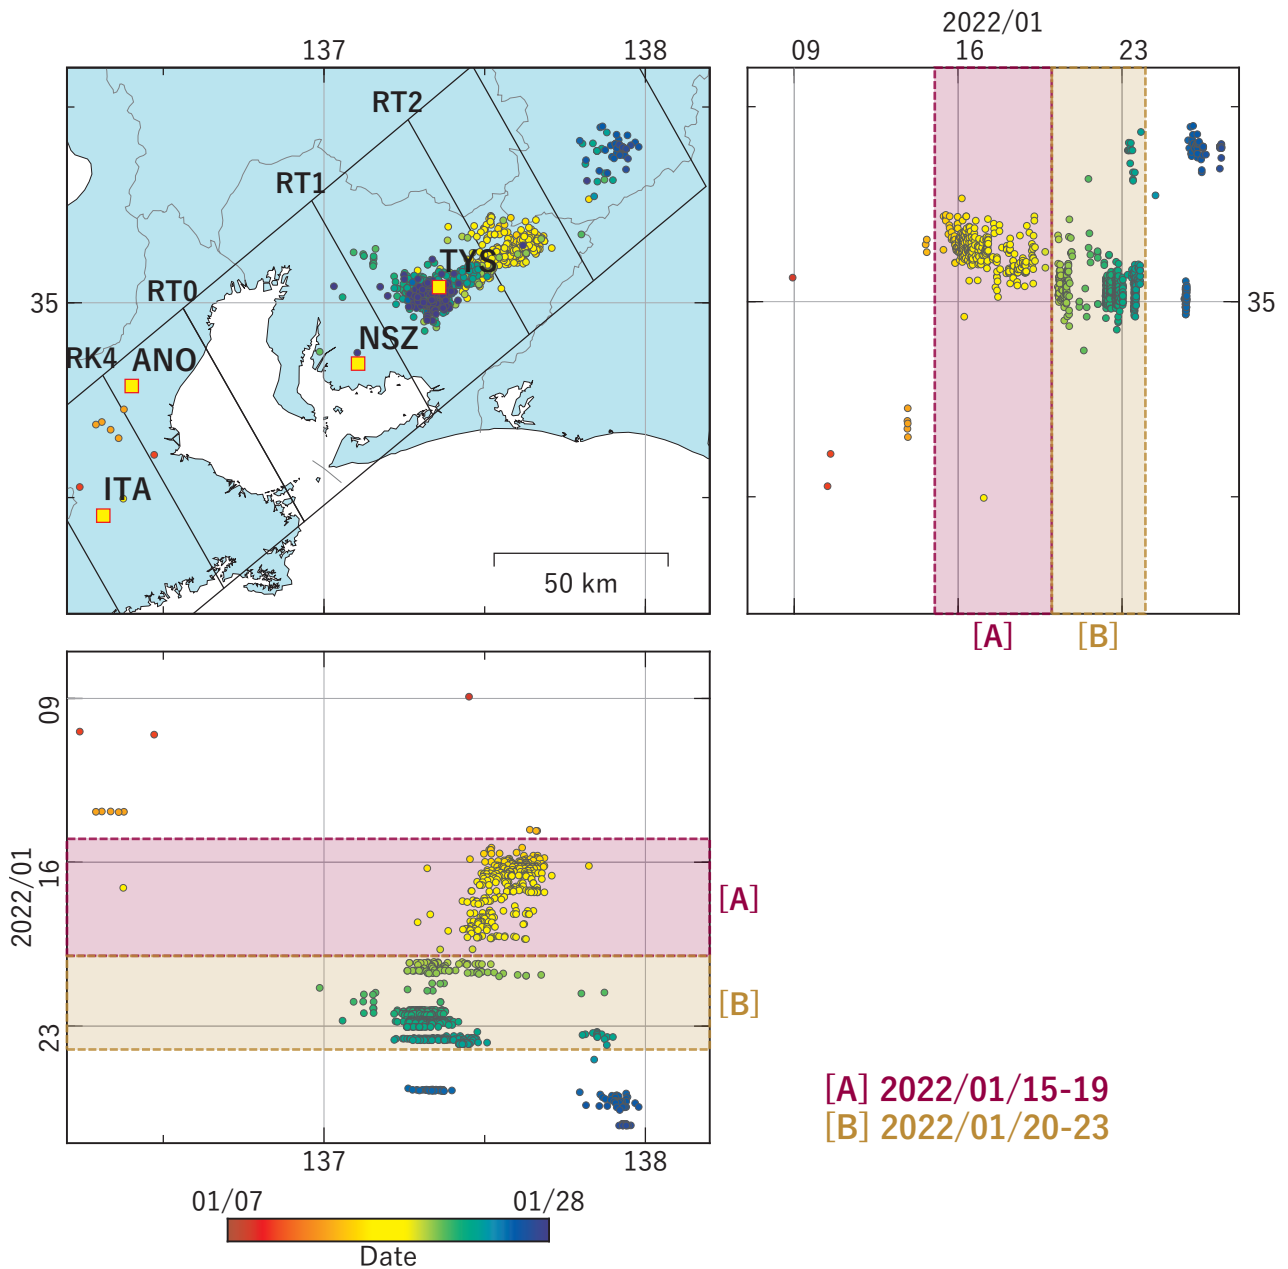 2022/01
137
138
09
16
23
RT2
RT1
TYS
RT0
35
35
NSZ
RK4
ANO
ITA
50 km
[A]
[B]
09
16
2022/01
23
[A]
[B]
137
138
[A] 2022/01/15-19
[B] 2022/01/20-23
01/07
01/28
Date